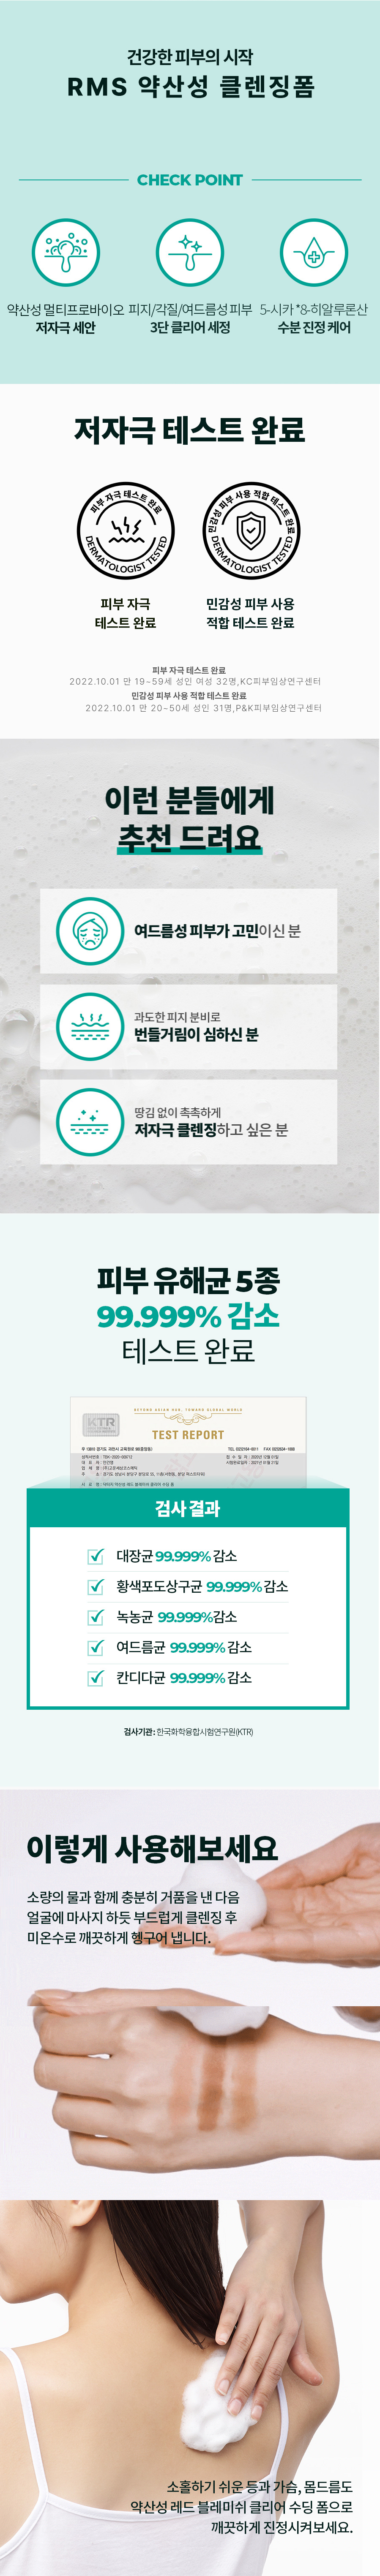 건강한 피부의 시작
RMS 약산성 클렌징폼
CHECK POINT
약산성 멀티프로바이오
저자극 세안
피지/각질/여드름성 피부
3단 클리어 세정
5-시카 *8-히알루론산
수분 진정 케어
저자극 테스트 완료
피부 자극 테스트 완료
DERMATOLOGIST TESTED
민감성 피부 사용 적합 테스트 완료
DERMATOLOGIST TESTED
피부 자극
테스트 완료
민감성 피부 사용
적합 테스트 완료
피부 자극 테스트 완료
2022.10.01 만 19~59세 성인 여성 32명,KC피부임상연구센터
민감성 피부 사용 적합 테스트 완료
2022.10.01 만 20~50세 성인 31명,P&K피부임상연구센터
이런 분들에게
추천 드려요
여드름성 피부가 고민이신 분
과도한 피지 분비로
번들거림이 심하신 분
땅김 없이 촉촉하게
저자극 클렌징하고 싶은 분
피부 유해균 5종
99.999% 감소
테스트 완료
BEYOND ASIAN HUB, TOWARD GLOBAL WORLD
KTR
TEST REPORT
검사 결과
대장균 99.999% 감소
황색포도상구균 99.999% 감소
녹농균 99.999%감소
여드름균 99.999% 감소
칸디다균 99.999% 감소
검사기관 : 한국화학융합시험연구원(KTR)
이렇게 사용해보세요
소량의 물과 함께 충분히 거품을 낸 다음
얼굴에 마사지 하듯 부드럽게 클렌징 후
미온수로 깨끗하게 헹구어 냅니다.
소홀하기 쉬운 등과 가슴, 몸드름도
약산성 레드 블레미쉬 클리어 수딩 폼으로
깨끗하게 진정시켜보세요.